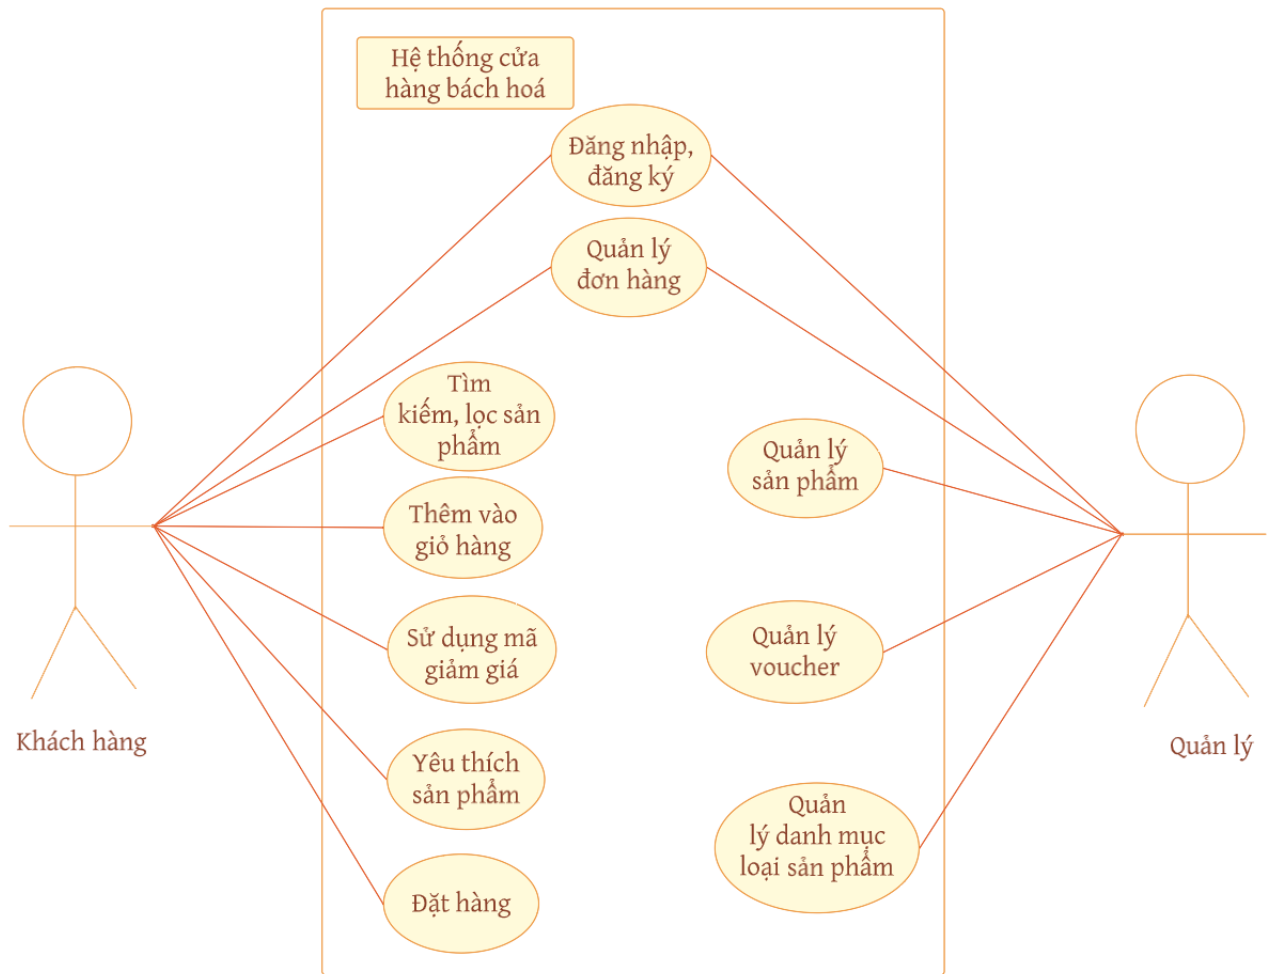 Hệ thống cửa
hàng bách hoá
Đăng nhập,
đăng ký
Quản lý
đơn hàng
Tìm
kiếm, lọc sản
phẩm
Quản lý
sản phẩm
Thêm vào
giỏ hàng
Sử dụng mã
giảm giá
Quản lý
voucher
Khách hàng
Quản lý
Yêu thích
sản phẩm
Quản
lý danh mục
loại sản phẩm
Đặt hàng